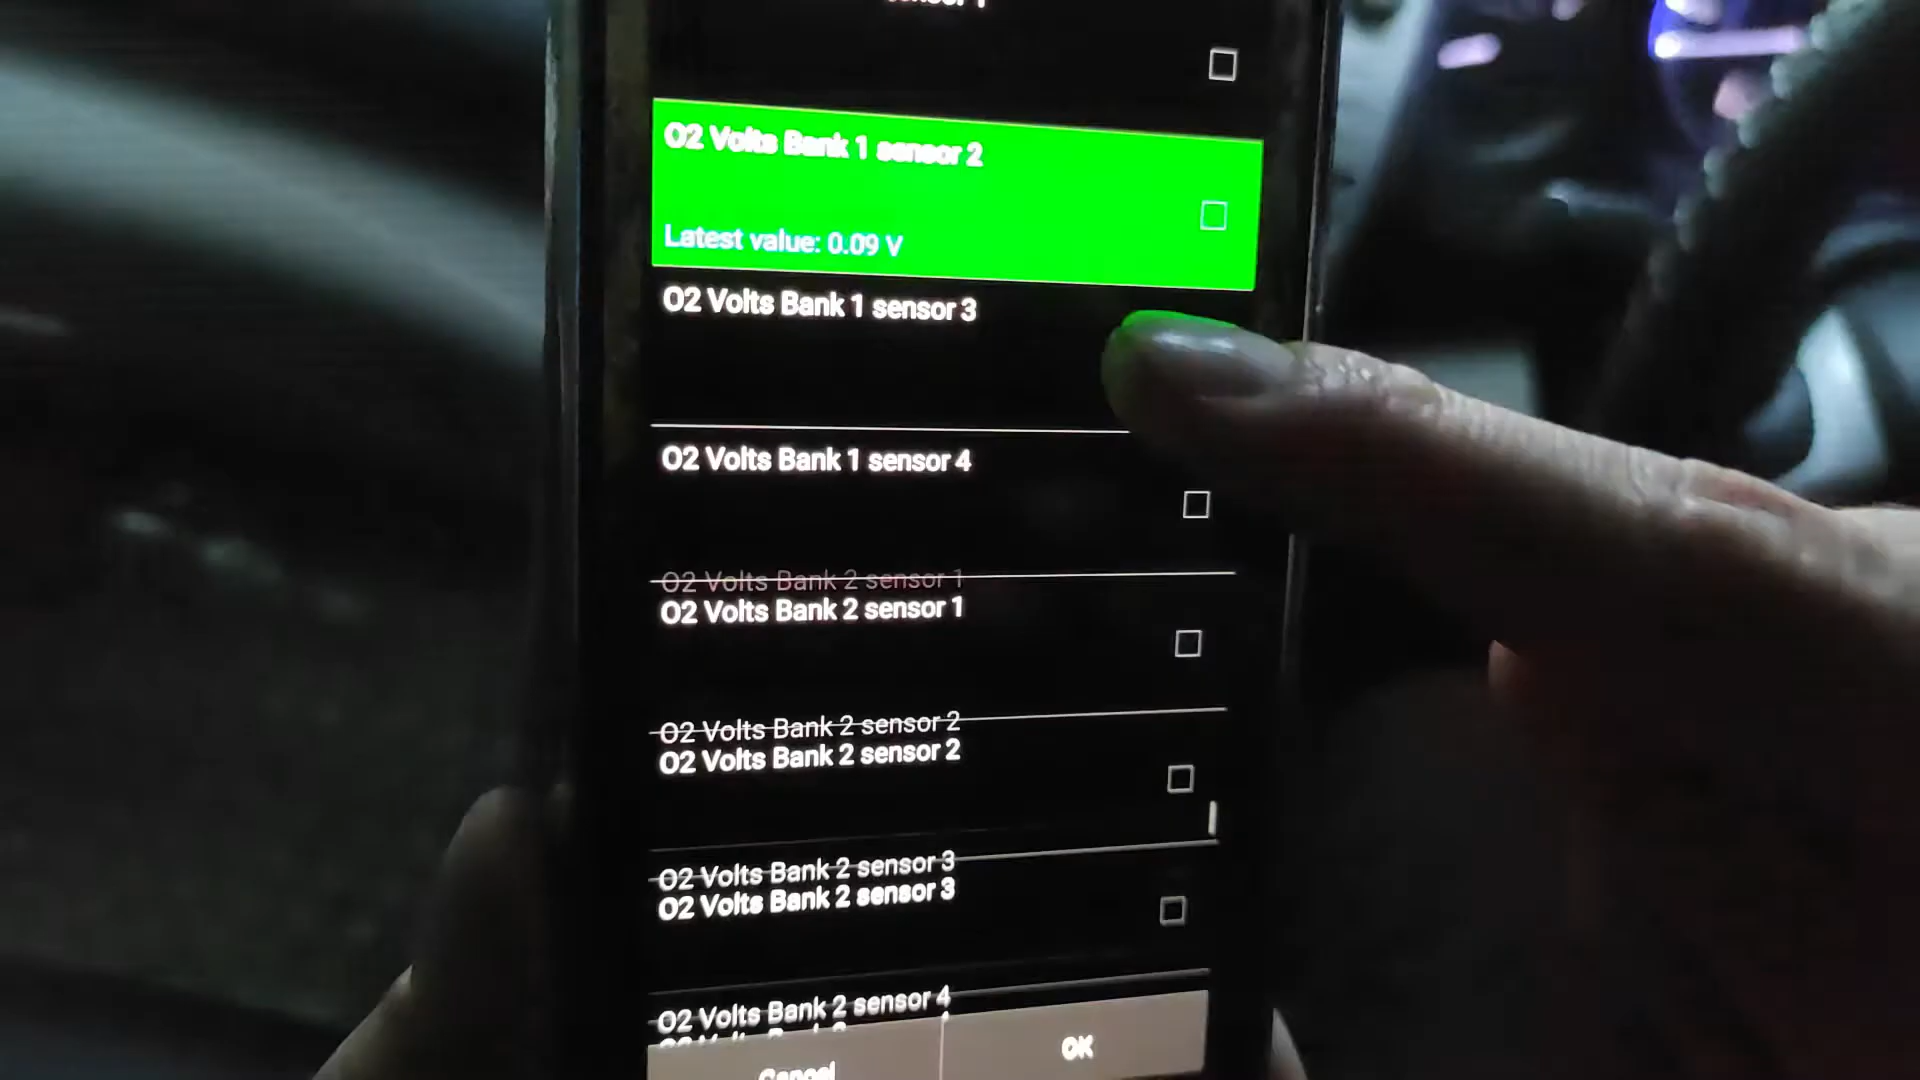 sensor 1
O2 Volts Bank 1 sensor 2
Latest value: 0.09 V
O2 Volts Bank 1 sensor 3
O2 Volts Bank 1 sensor 4
O2 Volts Bank 2 sensor 1
O2 Volts Bank 2 sensor 1
O2 Volts Bank 2 sensor 2
O2 Volts Bank 2 sensor 2
O2 Volts Bank 2 sensor 3
O2 Volts Bank 2 sensor 3
O2 Volts Bank 2 sensor 4
Cancel
OK